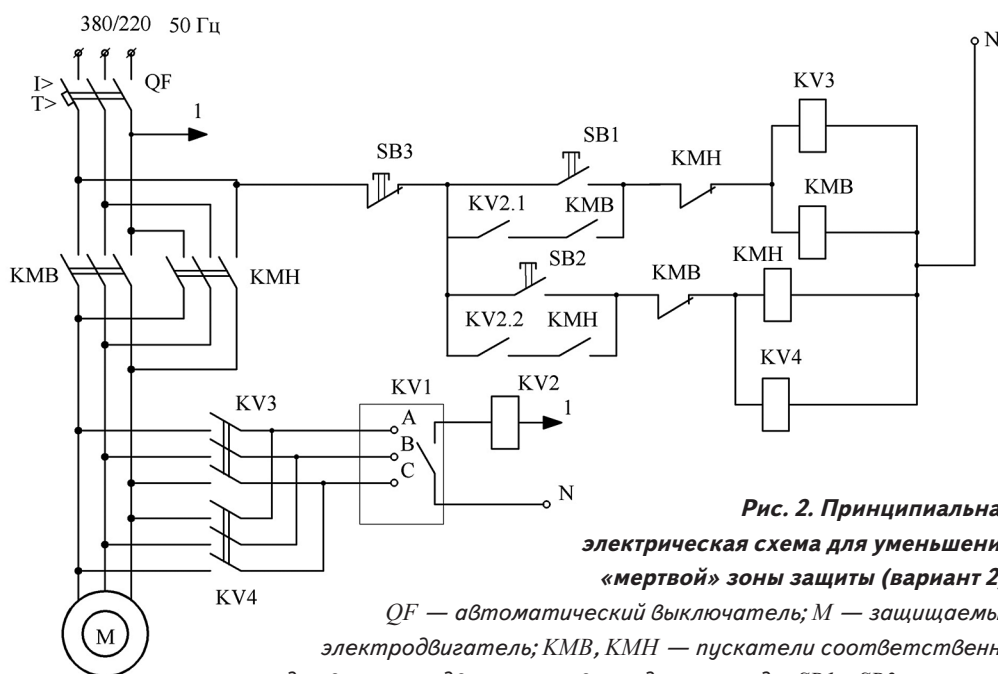 380/220 50 Гц
I>
T>
QF
1
SB3
SB1
KMH
KV3
N
KV2.1
KMB
KMB
SB2
KMB
KMH
KMB
KMH
KV2.2
KMH
KV4
KV3
KV1
KV2
A
1
B
C
N
KV4
M
Рис. 2. Принципиальна
электрическая схема для уменьшени
«мертвой» зоны защиты (вариант 2
QF — автоматический выключатель; M — защищаемы
электродвигатель; KMB, KMH — пускатели соответственн